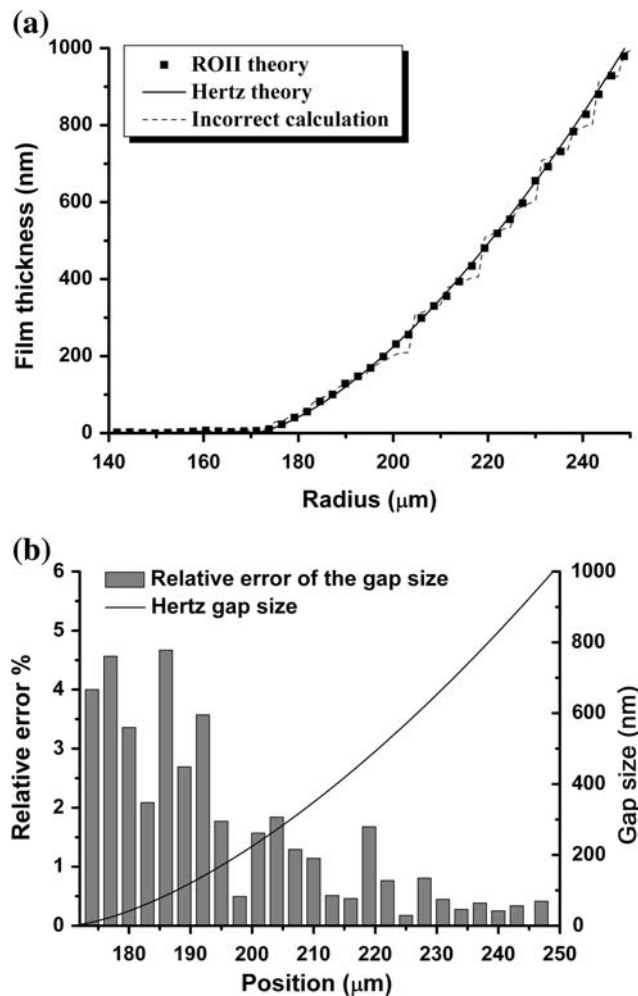 (a)
1000
800
600
400
200
0
ROII theory
Hertz theory
Incorrect calculation
Film thickness (nm)
140 160 180 200 220 240
Radius (μm)
(b)
6
5
4
3
2
1
0
Relative error of the gap size
Hertz gap size
Relative error %
1000
800
600
400
200
0
Gap size (nm)
180 190 200 210 220 230 240 250
Position (μm)